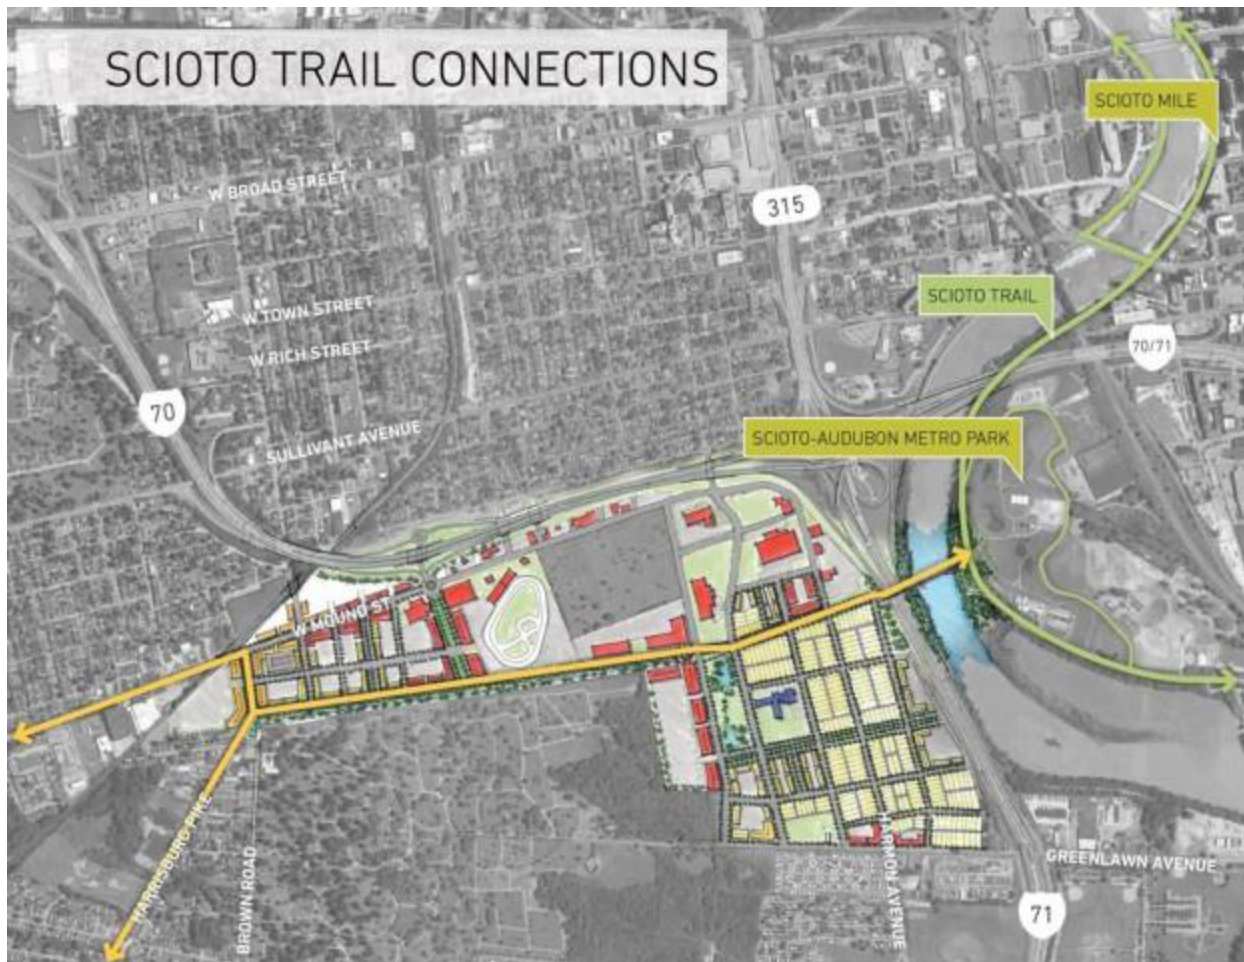 SCIOTO TRAIL CONNECTIONS
SCIOTO MILE
W BROAD STREET
315
SCIOTO TRAIL
W TOWN STREET
W RICH STREET
70/71
70
SULLIVANT AVENUE
SCIOTO-AUDUBON METRO PARK
W MOUND ST
HARRISBURG PIKE
BROWN ROAD
HARMON AVENUE
GREENLAWN AVENUE
71